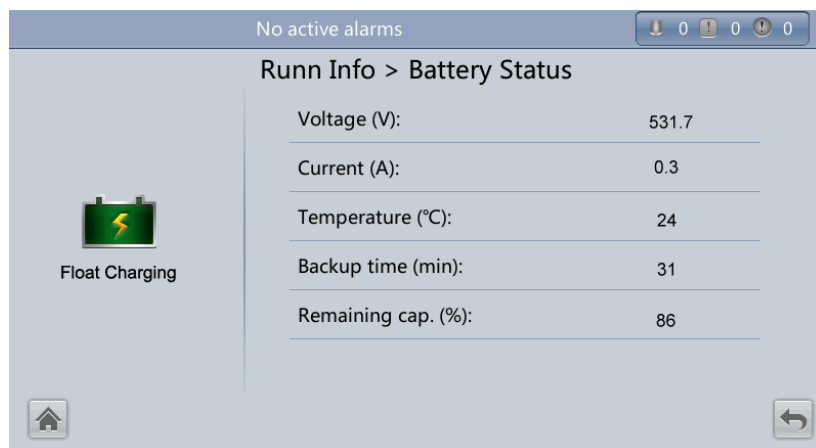 No active alarms 0 0 0
Runn Info > Battery Status
Voltage (V): 531.7
Current (A): 0.3
Temperature (℃): 24
Backup time (min): 31
Remaining cap. (%): 86
Float Charging